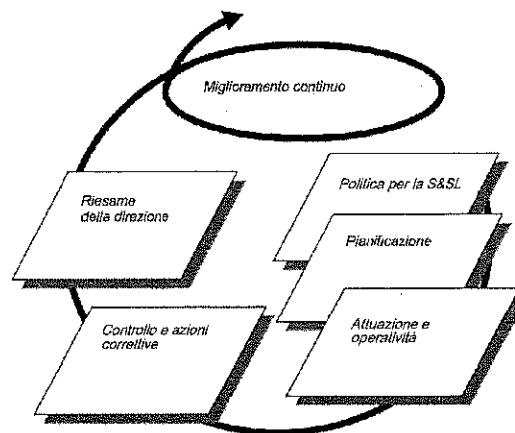 Miglioramento continuo
Politica per la S&SL
Riesame
della direzione
Pianificazione
Controllo e azioni
correttive
Attuazione e
operatività